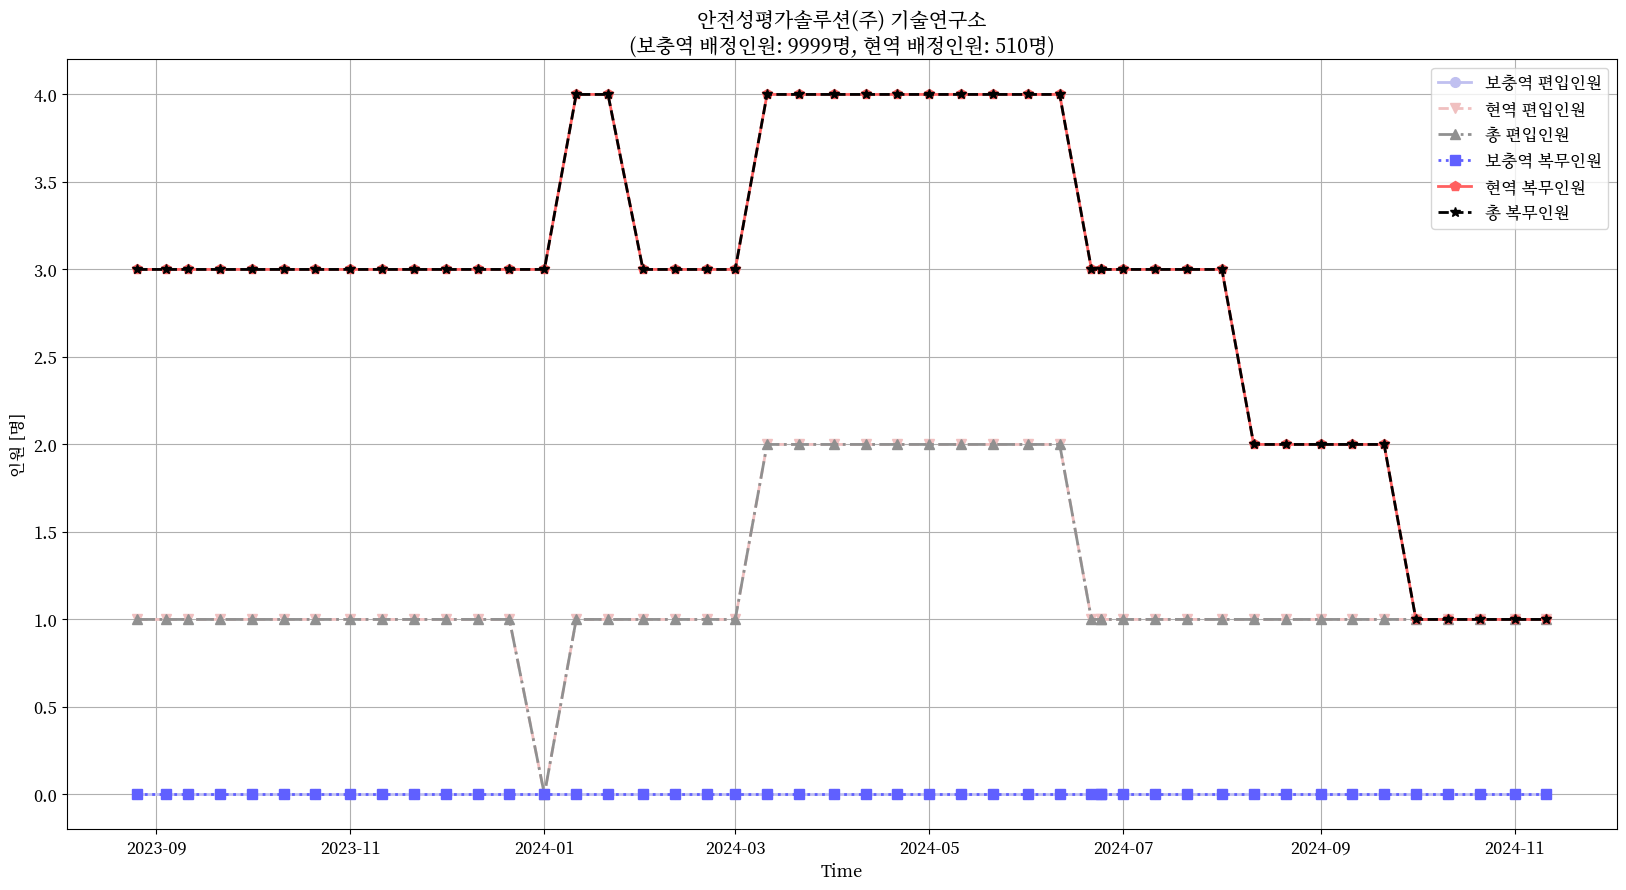 안전성평가솔루션(주) 기술연구소
(보충역 배정인원: 9999명, 현역 배정인원: 510명)
보충역 편입인원
현역 편입인원
총 편입인원
보충역 복무인원
현역 복무인원
총 복무인원
4.0
3.5
3.0
2.5
2.0
1.5
1.0
0.5
0.0
인원 [명]
2023-09
2023-11
2024-01
2024-03
2024-05
2024-07
2024-09
2024-11
Time